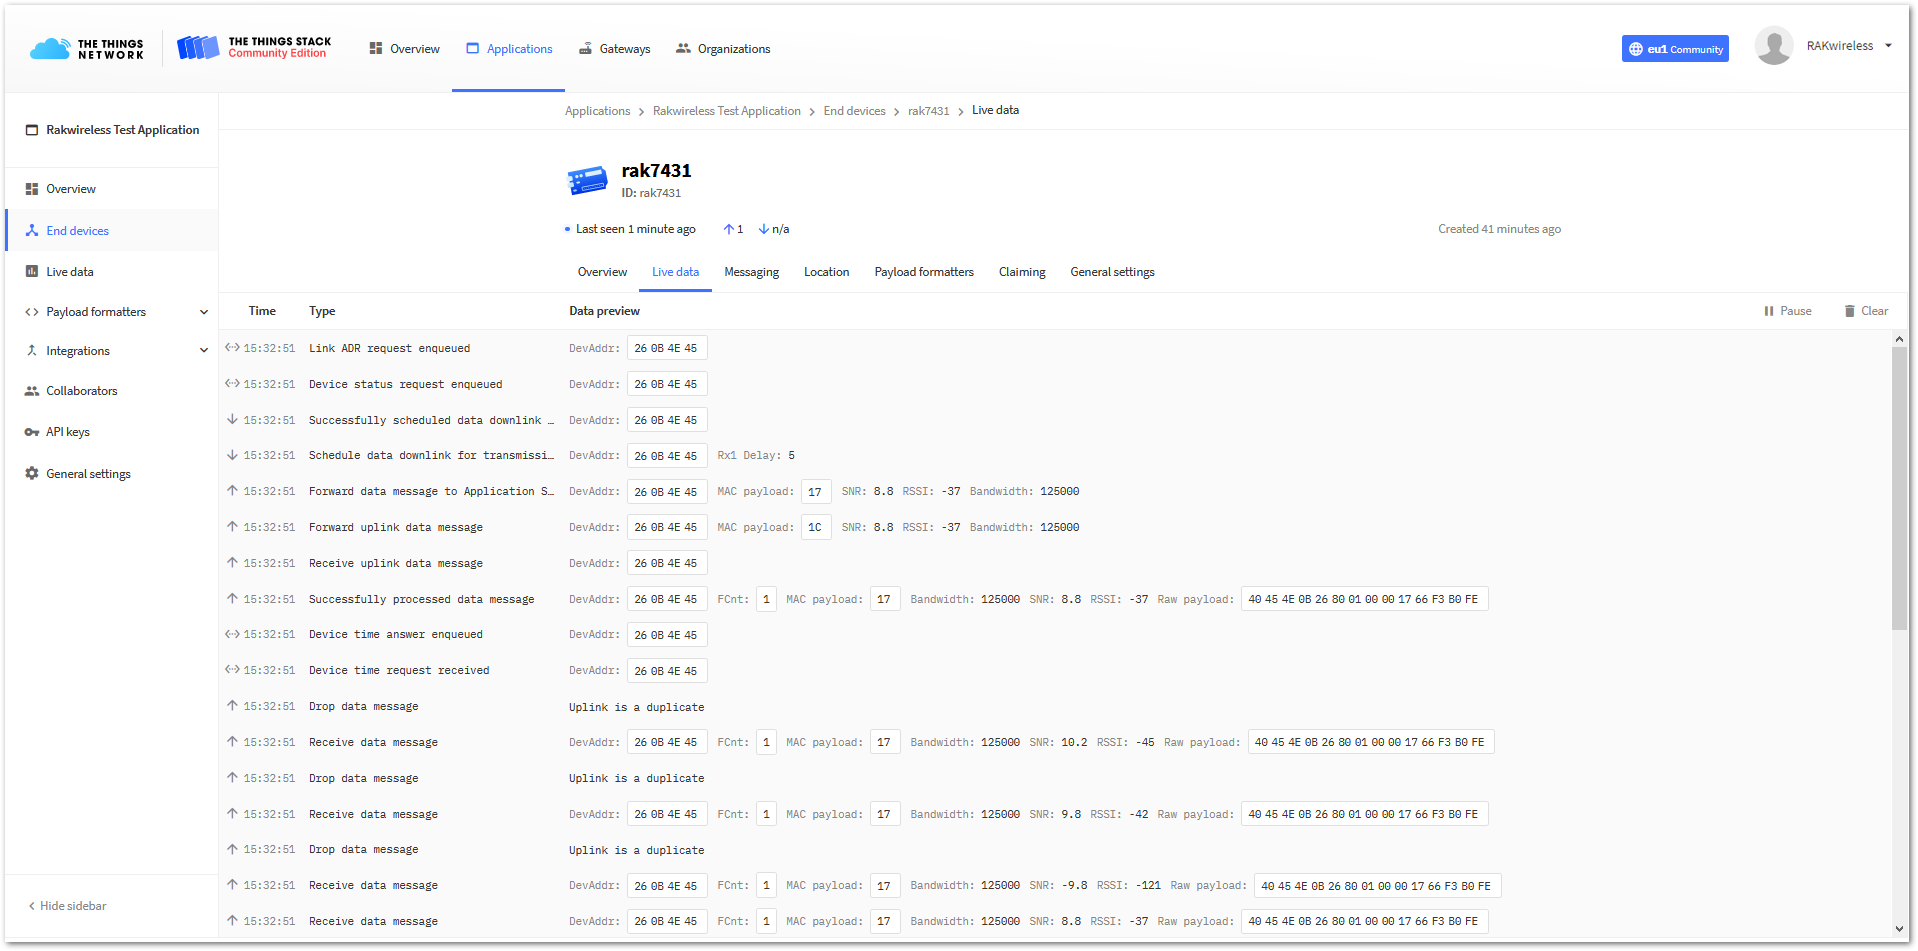 THE THINGS NETWORK
THE THINGS STACK
Community Edition
Overview
Applications
Gateways
Organizations
eu1 Community
RAKwireless
Rakwireless Test Application
Overview
End devices
Live data
Payload formatters
Integrations
Collaborators
API keys
General settings
Hide sidebar
Applications > Rakwireless Test Application > End devices > rak7431 > Live data
rak7431
ID: rak7431
Last seen 1 minute ago ↑ 1 ↓ n/a Created 41 minutes ago
Overview Live data Messaging Location Payload formatters Claiming General settings
Time Type Data preview Pause Clear
15:32:51 Link ADR request enqueued DevAddr: 26 0B 4E 45
15:32:51 Device status request enqueued DevAddr: 26 0B 4E 45
15:32:51 Successfully scheduled data downlink … DevAddr: 26 0B 4E 45
15:32:51 Schedule data downlink for transmissi… DevAddr: 26 0B 4E 45 Rx1 Delay: 5
15:32:51 Forward data message to Application S… DevAddr: 26 0B 4E 45 MAC payload: 17 SNR: 8.8 RSSI: -37 Bandwidth: 125000
15:32:51 Forward uplink data message DevAddr: 26 0B 4E 45 MAC payload: 1C SNR: 8.8 RSSI: -37 Bandwidth: 125000
15:32:51 Receive uplink data message DevAddr: 26 0B 4E 45
15:32:51 Successfully processed data message DevAddr: 26 0B 4E 45 FCnt: 1 MAC payload: 17 Bandwidth: 125000 SNR: 8.8 RSSI: -37 Raw payload: 40 45 4E 0B 26 80 01 00 00 17 66 F3 B0 FE
15:32:51 Device time answer enqueued DevAddr: 26 0B 4E 45
15:32:51 Device time request received DevAddr: 26 0B 4E 45
15:32:51 Drop data message Uplink is a duplicate
15:32:51 Receive data message DevAddr: 26 0B 4E 45 FCnt: 1 MAC payload: 17 Bandwidth: 125000 SNR: 10.2 RSSI: -45 Raw payload: 40 45 4E 0B 26 80 01 00 00 17 66 F3 B0 FE
15:32:51 Drop data message Uplink is a duplicate
15:32:51 Receive data message DevAddr: 26 0B 4E 45 FCnt: 1 MAC payload: 17 Bandwidth: 125000 SNR: 9.8 RSSI: -42 Raw payload: 40 45 4E 0B 26 80 01 00 00 17 66 F3 B0 FE
15:32:51 Drop data message Uplink is a duplicate
15:32:51 Receive data message DevAddr: 26 0B 4E 45 FCnt: 1 MAC payload: 17 Bandwidth: 125000 SNR: -9.8 RSSI: -121 Raw payload: 40 45 4E 0B 26 80 01 00 00 17 66 F3 B0 FE
15:32:51 Receive data message DevAddr: 26 0B 4E 45 FCnt: 1 MAC payload: 17 Bandwidth: 125000 SNR: 8.8 RSSI: -37 Raw payload: 40 45 4E 0B 26 80 01 00 00 17 66 F3 B0 FE